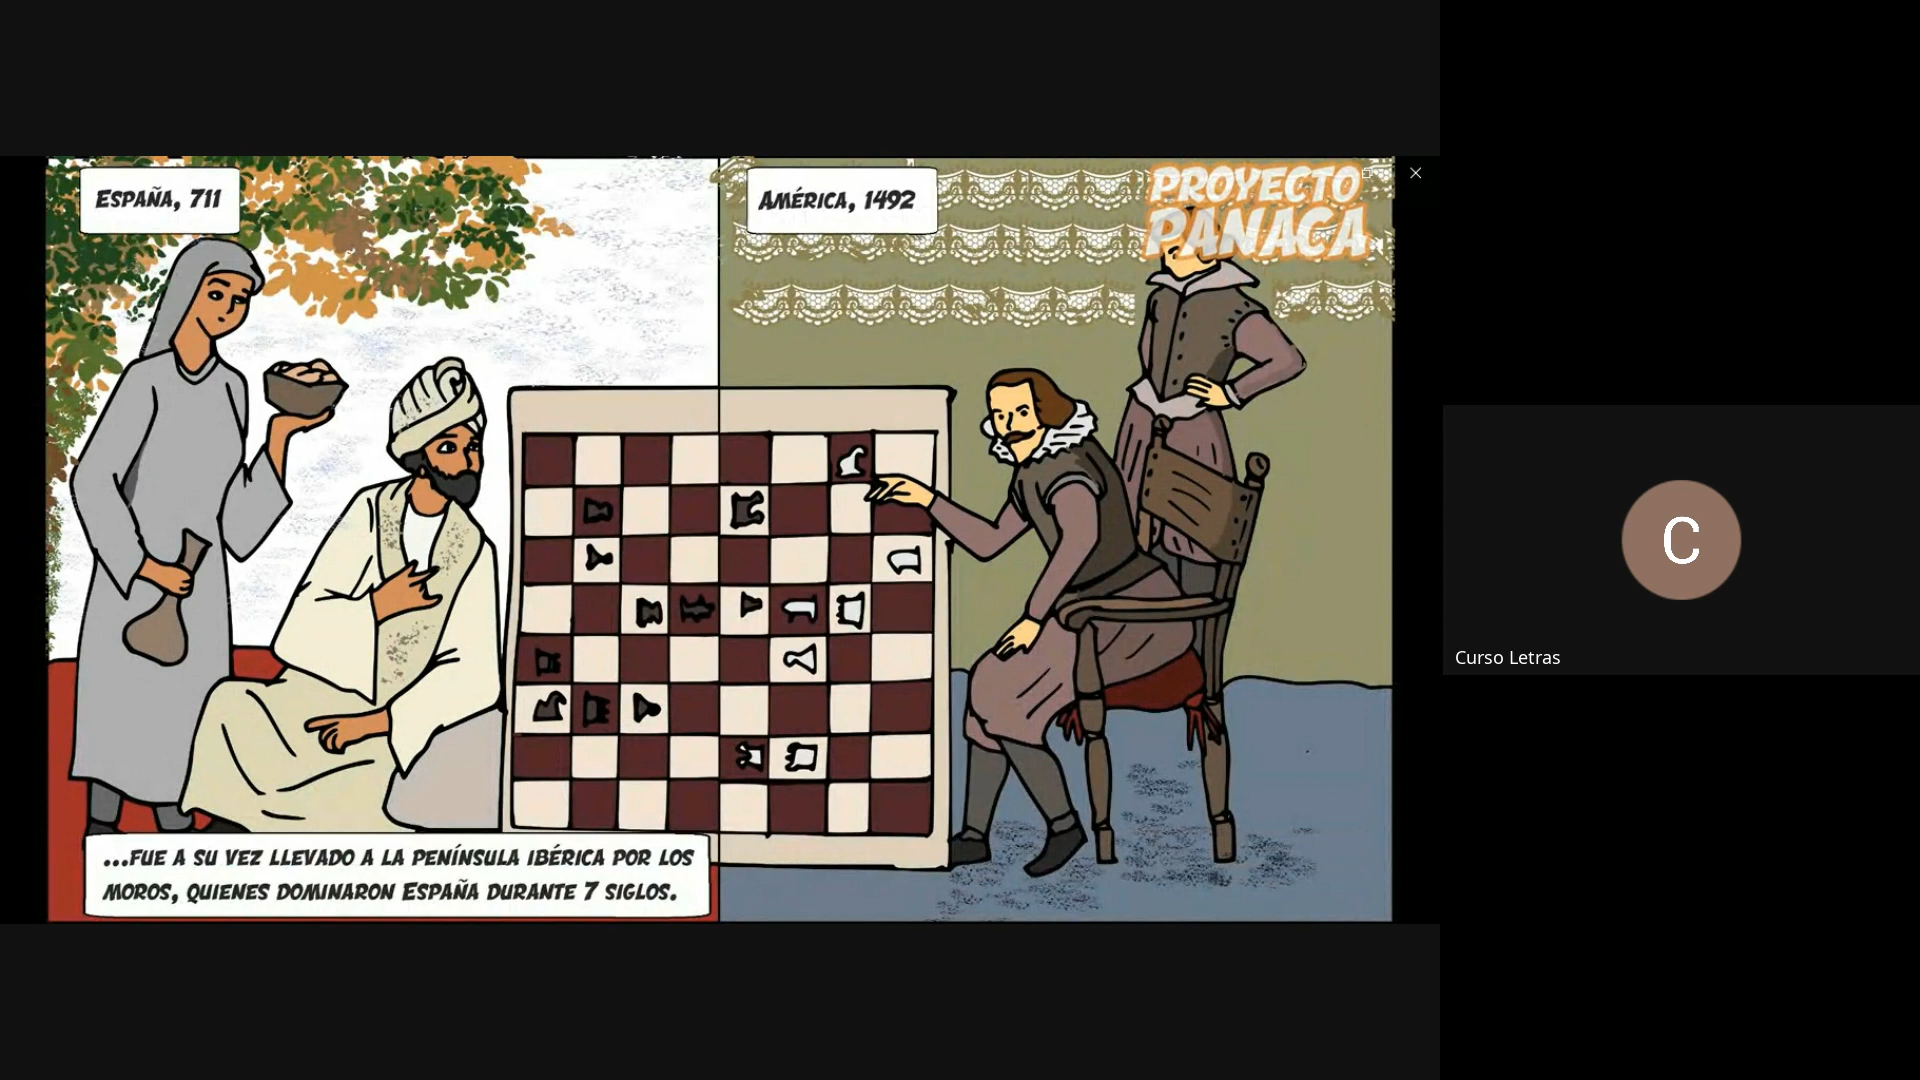 ESPAÑA, 711
AMÉRICA, 1492
PROYECTO
PANACA
...FUE A SU VEZ LLEVADO A LA PENÍNSULA IBÉRICA POR LOS
MOROS, QUIENES DOMINARON ESPAÑA DURANTE 7 SIGLOS.
C
Curso Letras